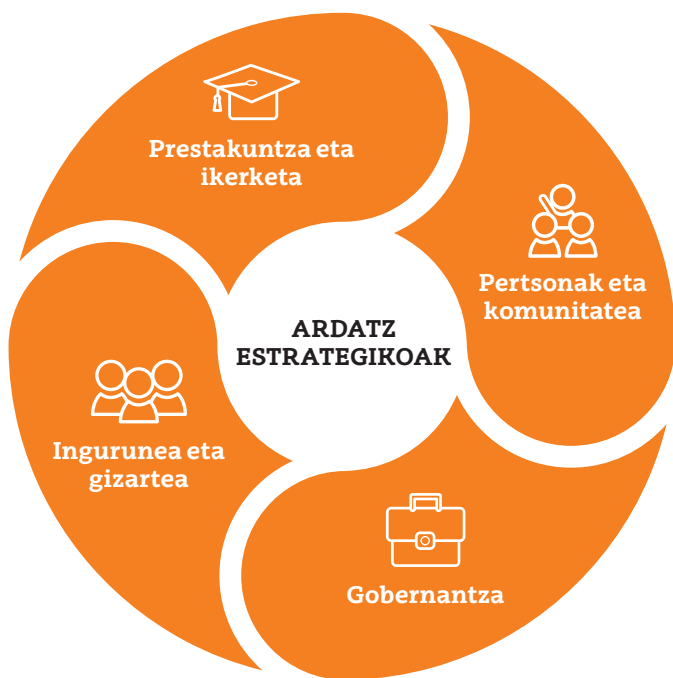 Prestakuntza eta
ikerketa
Pertsonak eta
komunitatea
ARDATZ
ESTRATEGIKOAK
Ingurunea eta
gizartea
Gobernantza